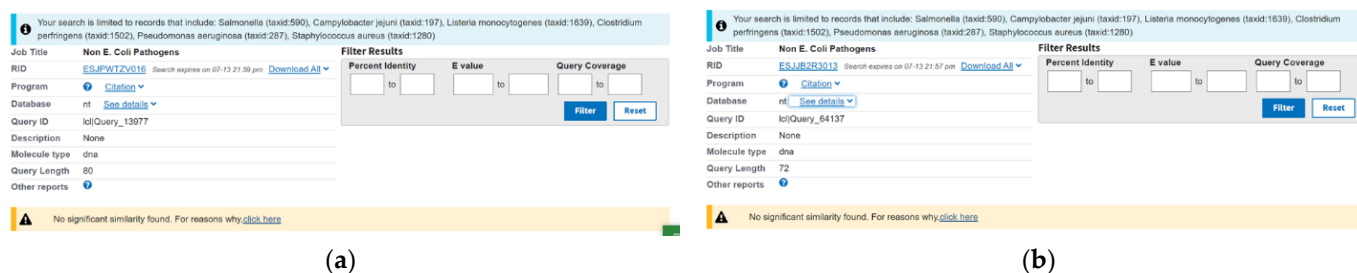 Your search is limited to records that include: Salmonella (taxid:590), Campylobacter jejuni (taxid:197), Listeria monocytogenes (taxid:1639), Clostridium
perfringens (taxid:1502), Pseudomonas aeruginosa (taxid:287), Staphylococcus aureus (taxid:1280)
Job Title Non E. Coli Pathogens
RID ESJPWTZV016 Search expires on 07-13 21:59 pm Download All
Program Citation
Database nt See details
Query ID lcl|Query_13977
Description None
Molecule type dna
Query Length 80
Other reports
Filter Results
Percent Identity E value Query Coverage
to to to
Filter Reset
No significant similarity found. For reasons why,click here
(a)
Your search is limited to records that include: Salmonella (taxid:590), Campylobacter jejuni (taxid:197), Listeria monocytogenes (taxid:1639), Clostridium
perfringens (taxid:1502), Pseudomonas aeruginosa (taxid:287), Staphylococcus aureus (taxid:1280)
Job Title Non E. Coli Pathogens
RID ESJJB2R3013 Search expires on 07-13 21:57 pm Download All
Program Citation
Database nt See details
Query ID lcl|Query_64137
Description None
Molecule type dna
Query Length 72
Other reports
Filter Results
Percent Identity E value Query Coverage
to to to
Filter Reset
No significant similarity found. For reasons why,click here
(b)